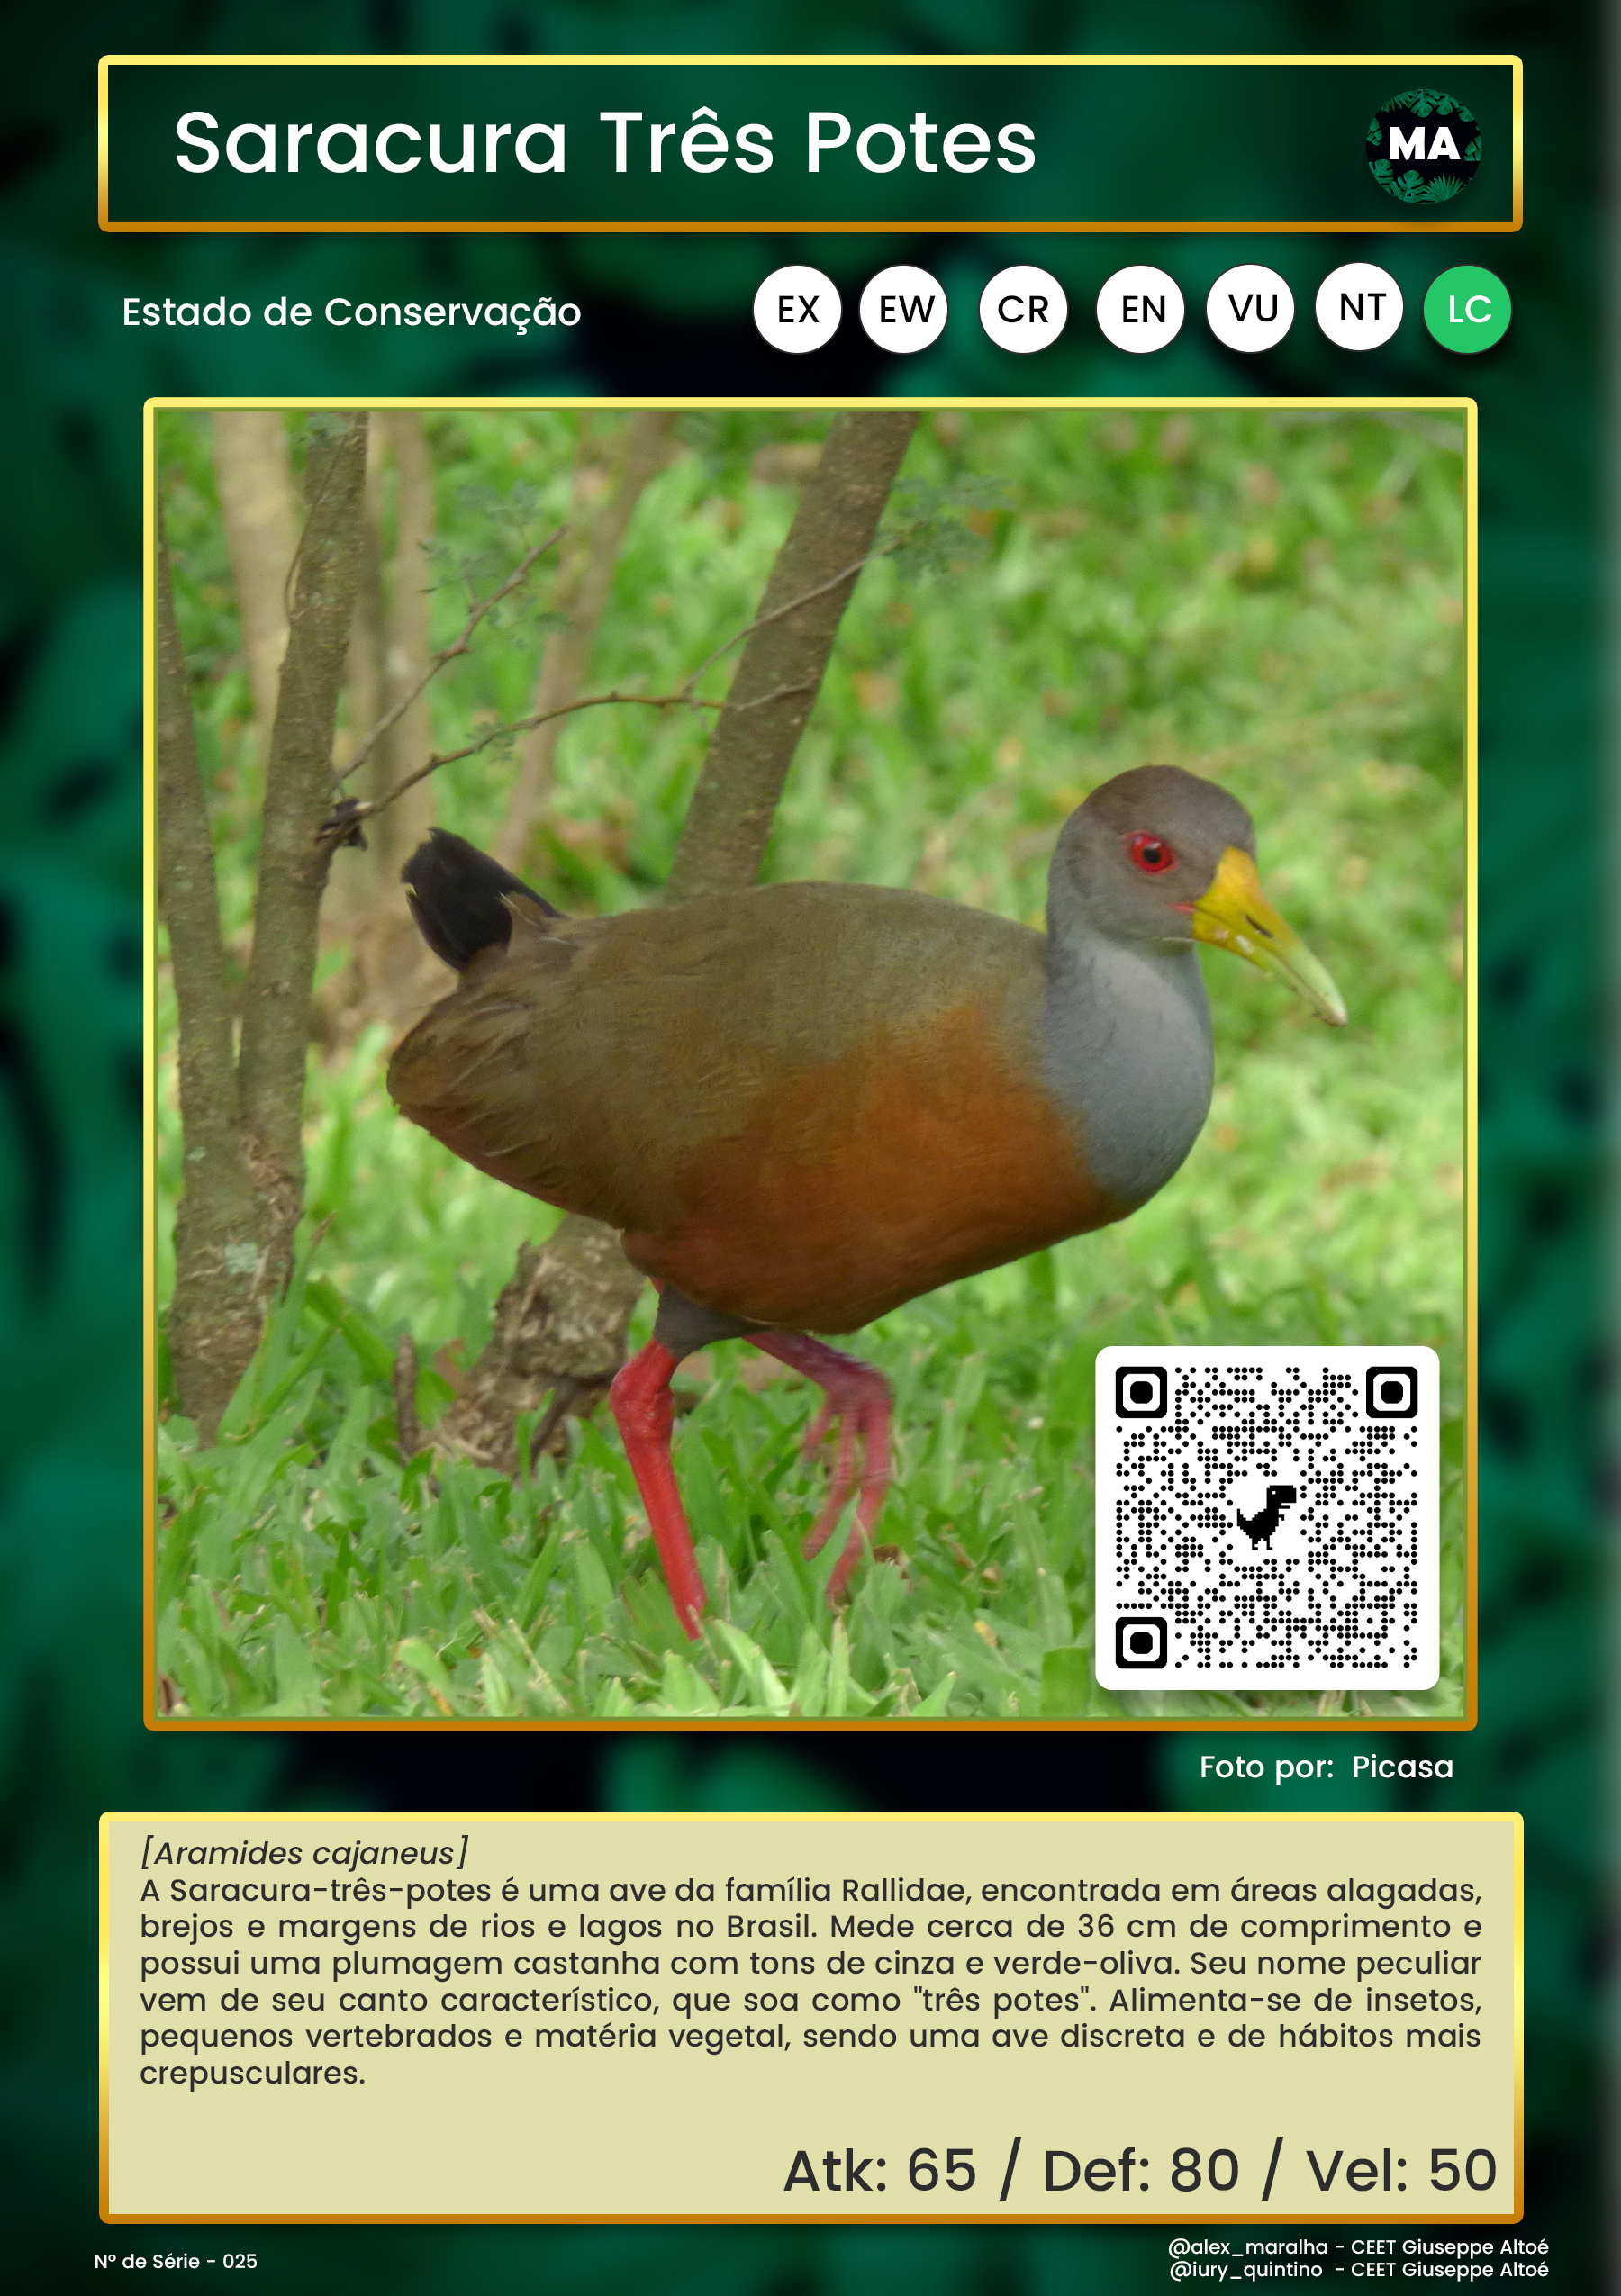 Saracura Três Potes
MA
Estado de Conservação
EX EW CR EN VU NT LC
Foto por: Picasa
[Aramides cajaneus]
A Saracura-três-potes é uma ave da família Rallidae, encontrada em áreas alagadas,
brejos e margens de rios e lagos no Brasil. Mede cerca de 36 cm de comprimento e
possui uma plumagem castanha com tons de cinza e verde-oliva. Seu nome peculiar
vem de seu canto característico, que soa como "três potes". Alimenta-se de insetos,
pequenos vertebrados e matéria vegetal, sendo uma ave discreta e de hábitos mais
crepusculares.
Atk: 65 / Def: 80 / Vel: 50
Nº de Série - 025
@alex_maralha - CEET Giuseppe Altoé
@iury_quintino - CEET Giuseppe Altoé